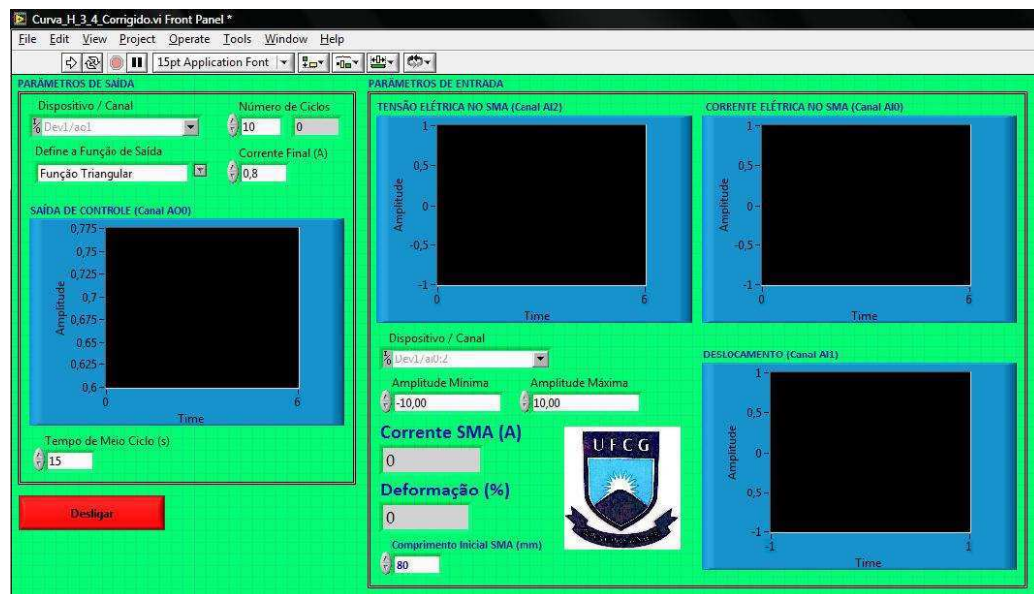 Curva_H_3_4_Corrigido.vi Front Panel *
File Edit View Project Operate Tools Window Help
15pt Application Font
PARÂMETROS DE SAÍDA
Dispositivo / Canal
Número de Ciclos
Dev1/ao1
10
0
Define a Função de Saída
Corrente Final (A)
Função Triangular
0,8
SAÍDA DE CONTROLE (Canal AO0)
0,775
0,75
0,725
0,7
0,675
0,65
0,625
0,6
Amplitude
0
6
Time
Tempo de Meio Ciclo (s)
15
Desligar
PARÂMETROS DE ENTRADA
TENSÃO ELÉTRICA NO SMA (Canal AI2)
1
0,5
0
-0,5
-1
Amplitude
0
6
Time
CORRENTE ELÉTRICA NO SMA (Canal AI0)
1
0,5
0
-0,5
-1
Amplitude
0
6
Time
Dispositivo / Canal
Dev1/ai0:2
Amplitude Mínima
Amplitude Máxima
-10,00
10,00
Corrente SMA (A)
0
Deformação (%)
0
Comprimento Inicial SMA (mm)
80
UFCG
DESLOCAMENTO (Canal AI1)
1
0,5
0
0,5
-1
Amplitude
-1
1
Time